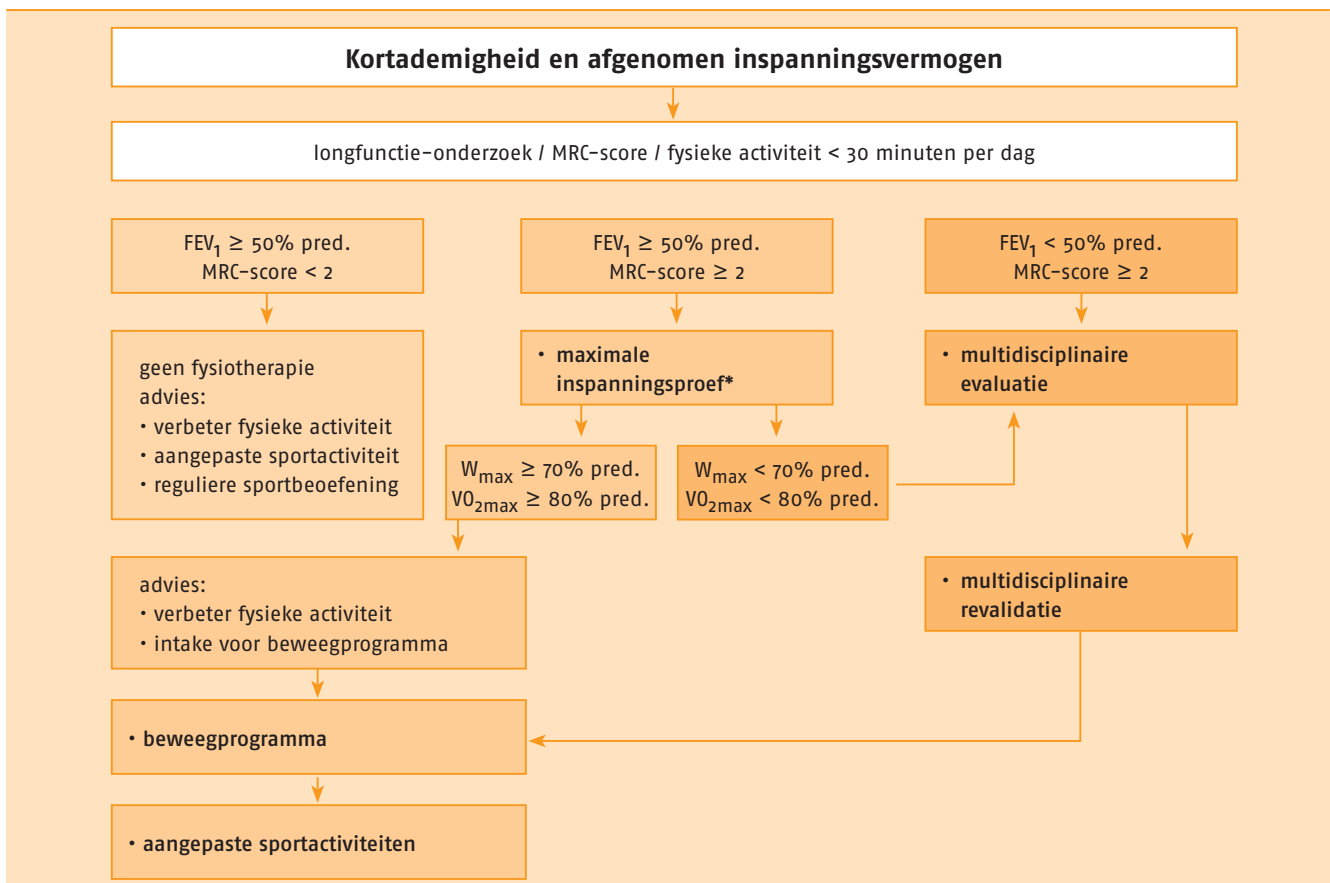 Kortademigheid en afgenomen inspanningsvermogen
longfunctie-onderzoek / MRC-score / fysieke activiteit < 30 minuten per dag
FEV₁ ≥ 50% pred.
MRC-score < 2
FEV₁ ≥ 50% pred.
MRC-score ≥ 2
FEV₁ < 50% pred.
MRC-score ≥ 2
geen fysiotherapie
advies:
• verbeter fysieke activiteit
• aangepaste sportactiviteit
• reguliere sportbeoefening
• maximale
inspanningsproef*
• multidisciplinaire
evaluatie
Wmax ≥ 70% pred.
VO2max ≥ 80% pred.
Wmax < 70% pred.
VO2max < 80% pred.
advies:
• verbeter fysieke activiteit
• intake voor beweegprogramma
• multidisciplinaire
revalidatie
• beweegprogramma
• aangepaste sportactiviteiten